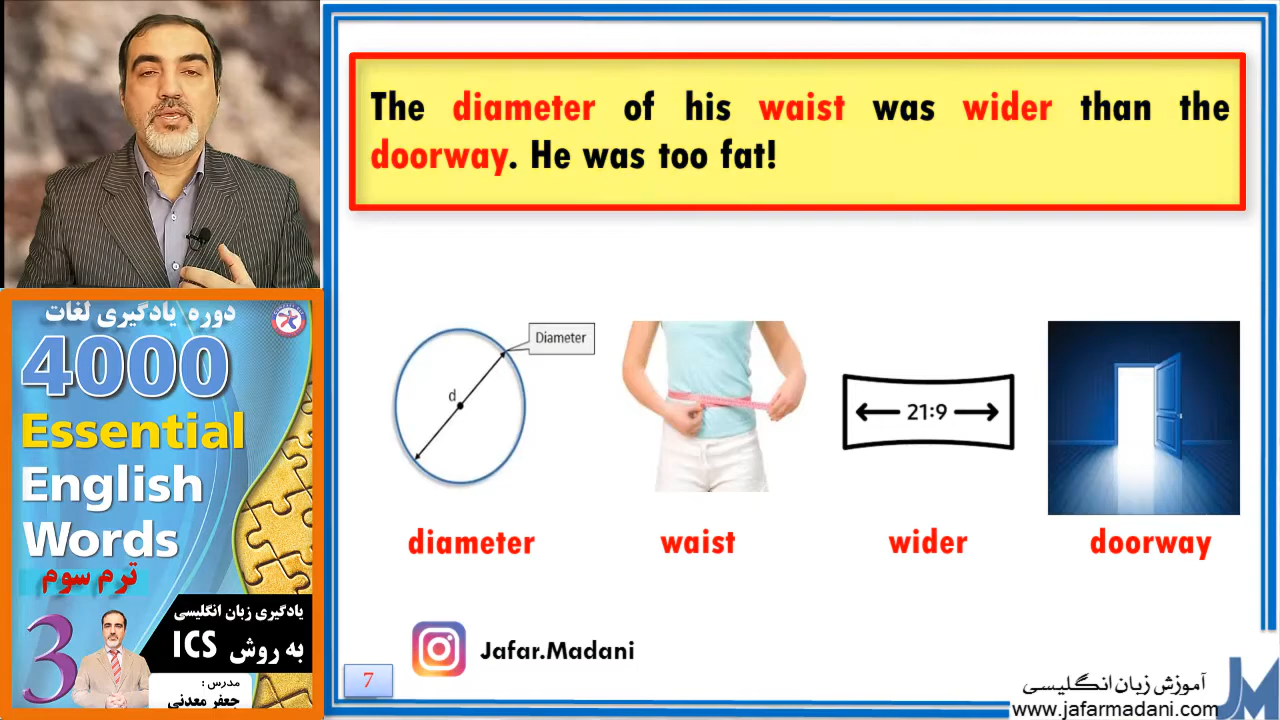 The diameter of his waist was wider than the
doorway. He was too fat!
Diameter
d
21:9
diameter
waist
wider
doorway
Jafar.Madani
7
آموزش زبان انگلیسی
www.jafarmadani.com
JM
دوره یادگیری لغات
4000
Essential
English
Words
ترم سوم
3
یادگیری زبان انگلیسی
به روش ICS
مدرس :
جعفر معدنی